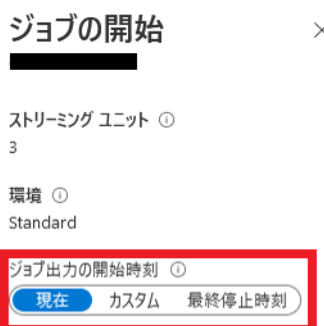 ジョブの開始
ストリーミング ユニット
3
環境
Standard
ジョブ出力の開始時刻
現在 カスタム 最終停止時刻